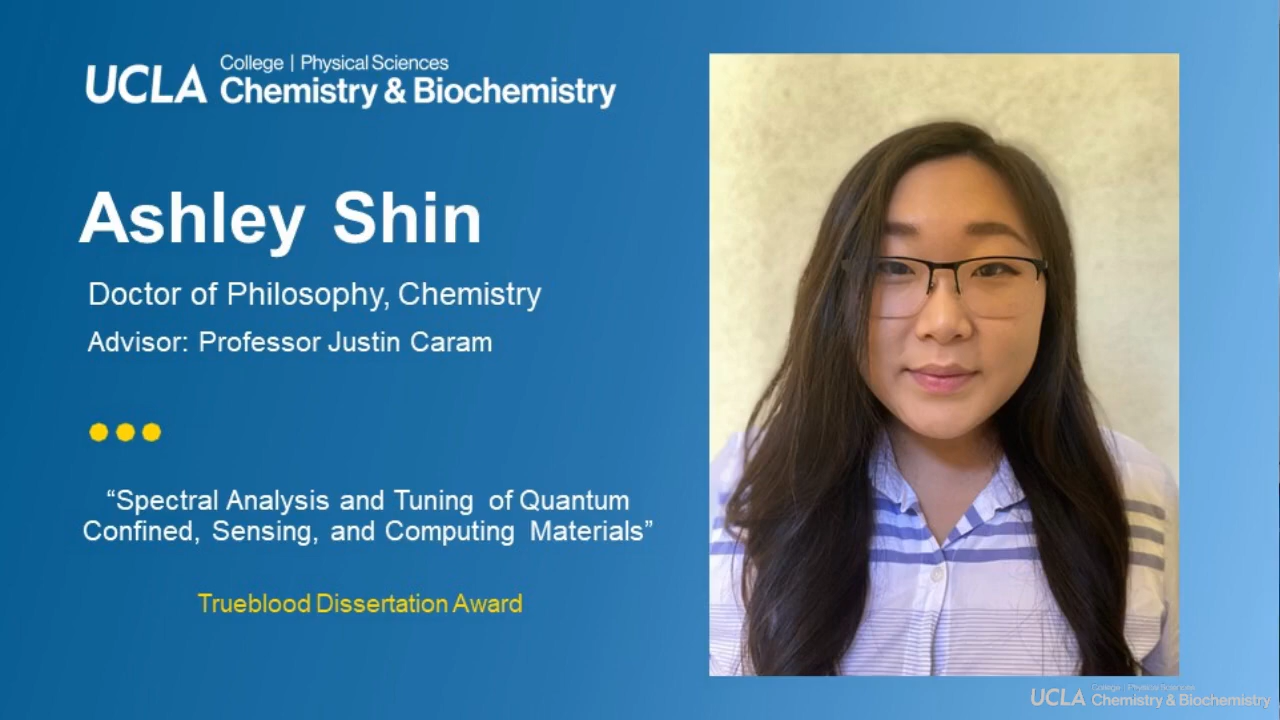 UCLA College | Physical Sciences
Chemistry & Biochemistry
Ashley Shin
Doctor of Philosophy, Chemistry
Advisor: Professor Justin Caram
“Spectral Analysis and Tuning of Quantum
Confined, Sensing, and Computing Materials”
Trueblood Dissertation Award
UCLA College | Physical Sciences
Chemistry & Biochemistry